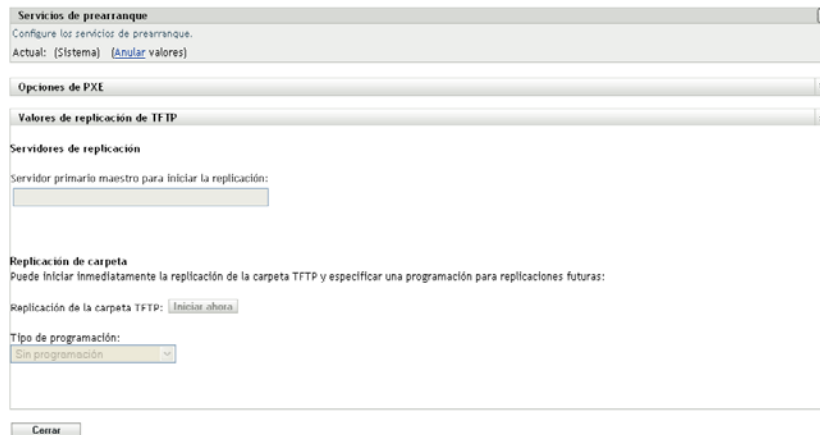 Servicios de prearranque
Configure los servicios de prearranque.
Actual: (Sistema) (Anular valores)
Opciones de PXE
Valores de replicación de TFTP
Servidores de replicación
Servidor primario maestro para iniciar la replicación:
Replicación de carpeta
Puede iniciar inmediatamente la replicación de la carpeta TFTP y especificar una programación para replicaciones futuras:
Replicación de la carpeta TFTP: Iniciar ahora
Tipo de programación:
Sin programación
Cerrar